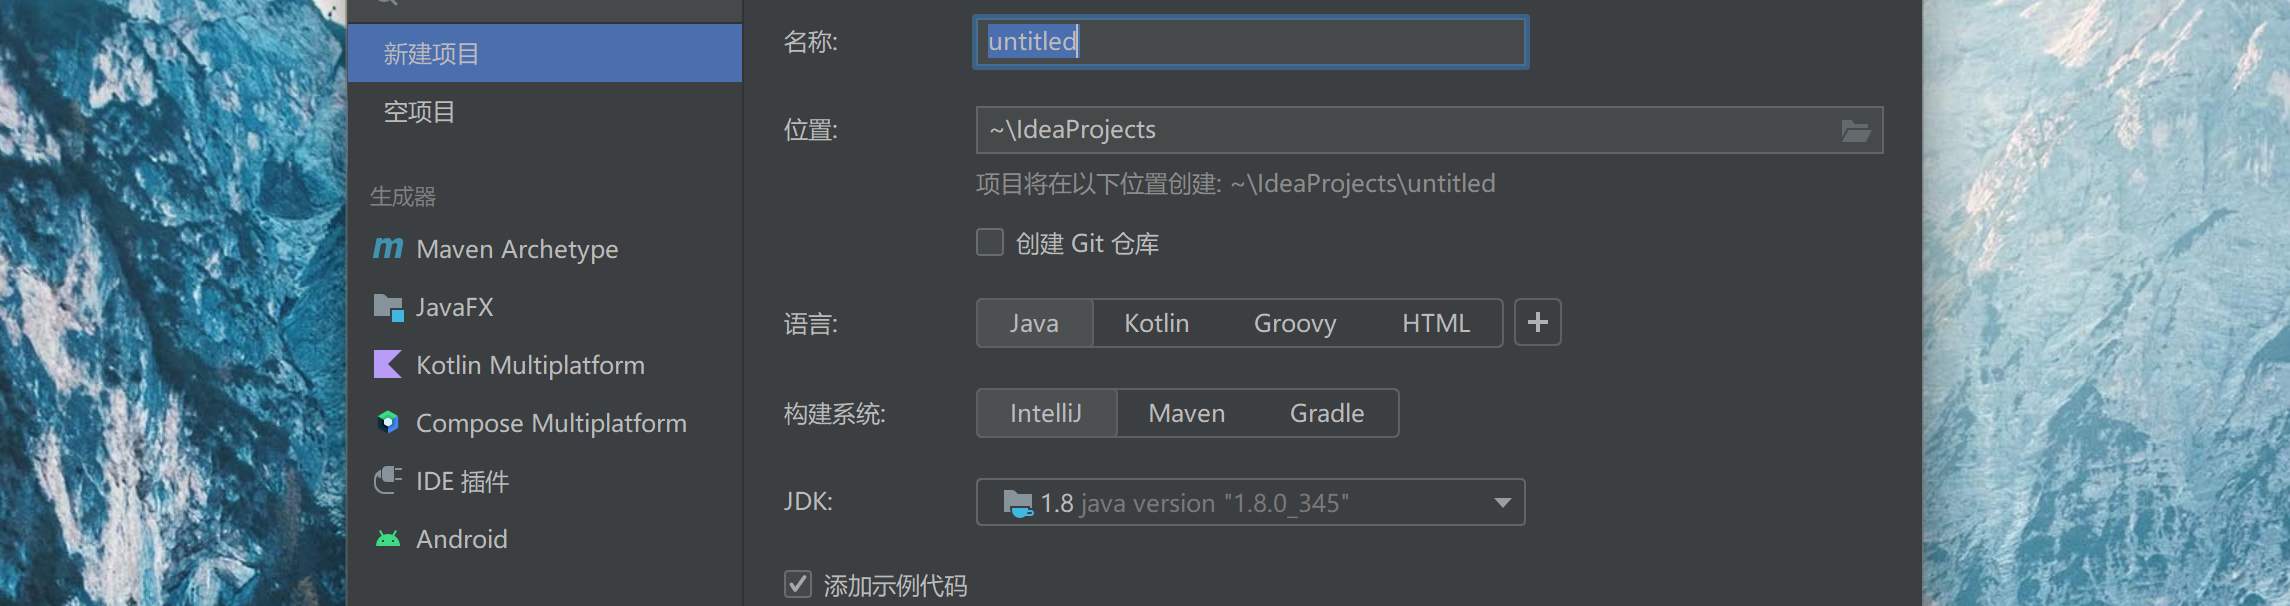 新建项目
空项目
生成器
Maven Archetype
JavaFX
Kotlin Multiplatform
Compose Multiplatform
IDE 插件
Android
名称:
untitled
位置:
~\IdeaProjects
项目将在以下位置创建: ~\IdeaProjects\untitled
创建 Git 仓库
语言:
Java Kotlin Groovy HTML
构建系统:
IntelliJ Maven Gradle
JDK:
1.8 java version "1.8.0_345"
添加示例代码